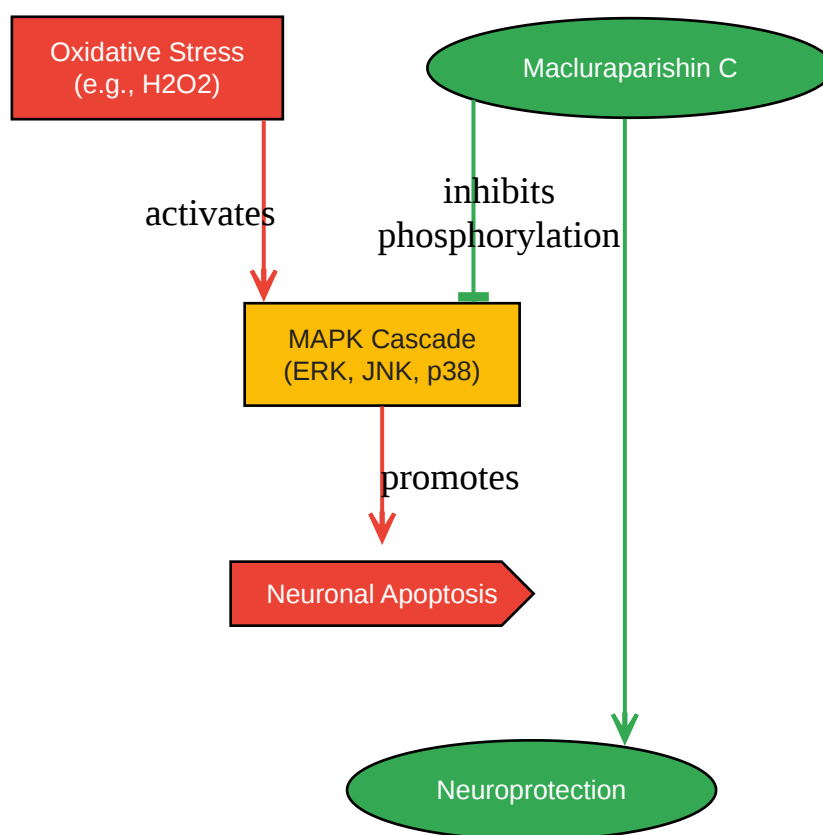 Oxidative Stress
(e.g., H2O2)
Macluraparishin C
activates
inhibits
phosphorylation
MAPK Cascade
(ERK, JNK, p38)
promotes
Neuronal Apoptosis
Neuroprotection